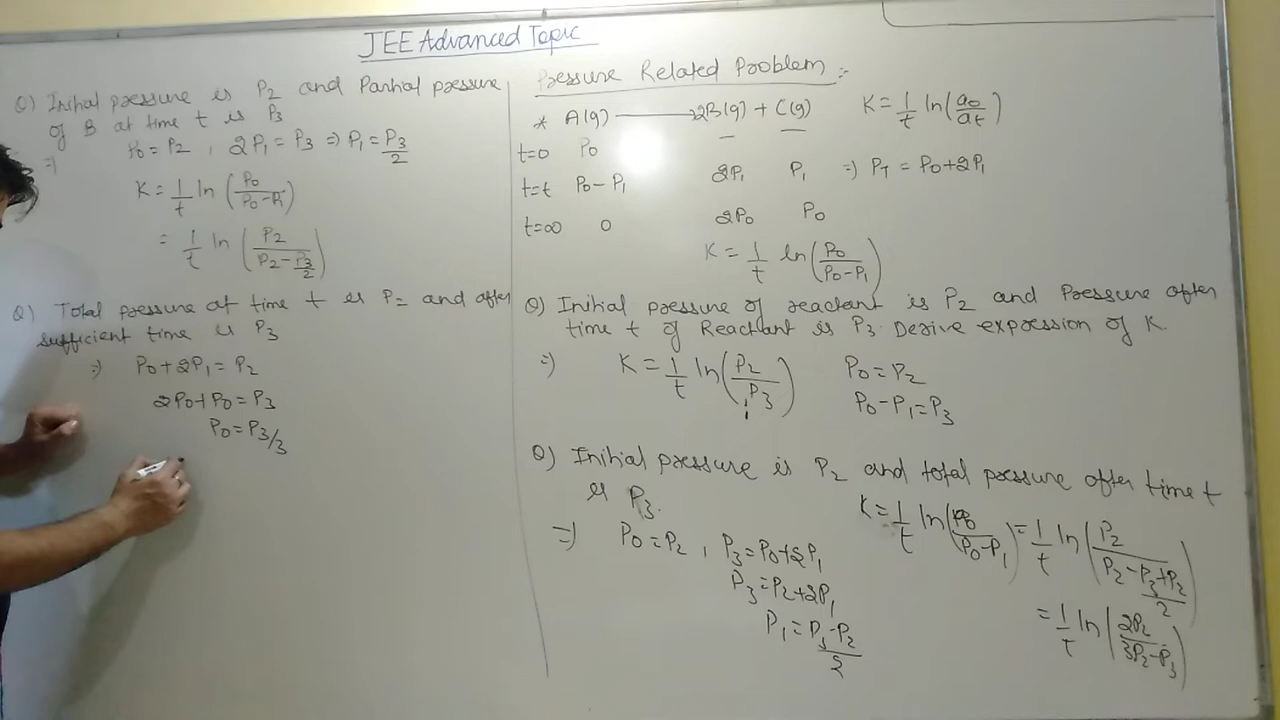 JEE Advanced Topic
Q) Initial pressure is P2 and Partial pressure
of B at time t is P3
=) P0 = P2 , 2P1 = P3 => P1 = P3/2
K = 1/t ln (P0/(P0-P1))
= 1/t ln (P2/(P2-P3/2))
Q) Total pressure at time t is P2 and after
sufficient time is P3
=) P0+2P1 = P2
2P0+P0 = P3
P0 = P3/3
Pressure Related Problem :-
* A(g) → 2B(g) + C(g) K = 1/t ln (a0/at)
t=0 P0
t=t P0-P1 2P1 P1 =) PT = P0+2P1
t=∞ 0 2P0 P0
K = 1/t ln (P0/(P0-P1))
Q) Initial pressure of reactant is P2 and Pressure after
time t of Reactant is P3. Derive expression of K.
=) K = 1/t ln (P2/P3) P0 = P2
P0-P1 = P3
Q) Initial pressure is P2 and total pressure after time t
is P3.
=) P0 = P2 , P3 = P0+2P1
P3 = P2+2P1
P1 = (P3-P2)/2
K = 1/t ln (P0/(P0-P1)) = 1/t ln (P2/(P2-(P3+P2)/2))
= 1/t ln (2P2/(3P2-P3))